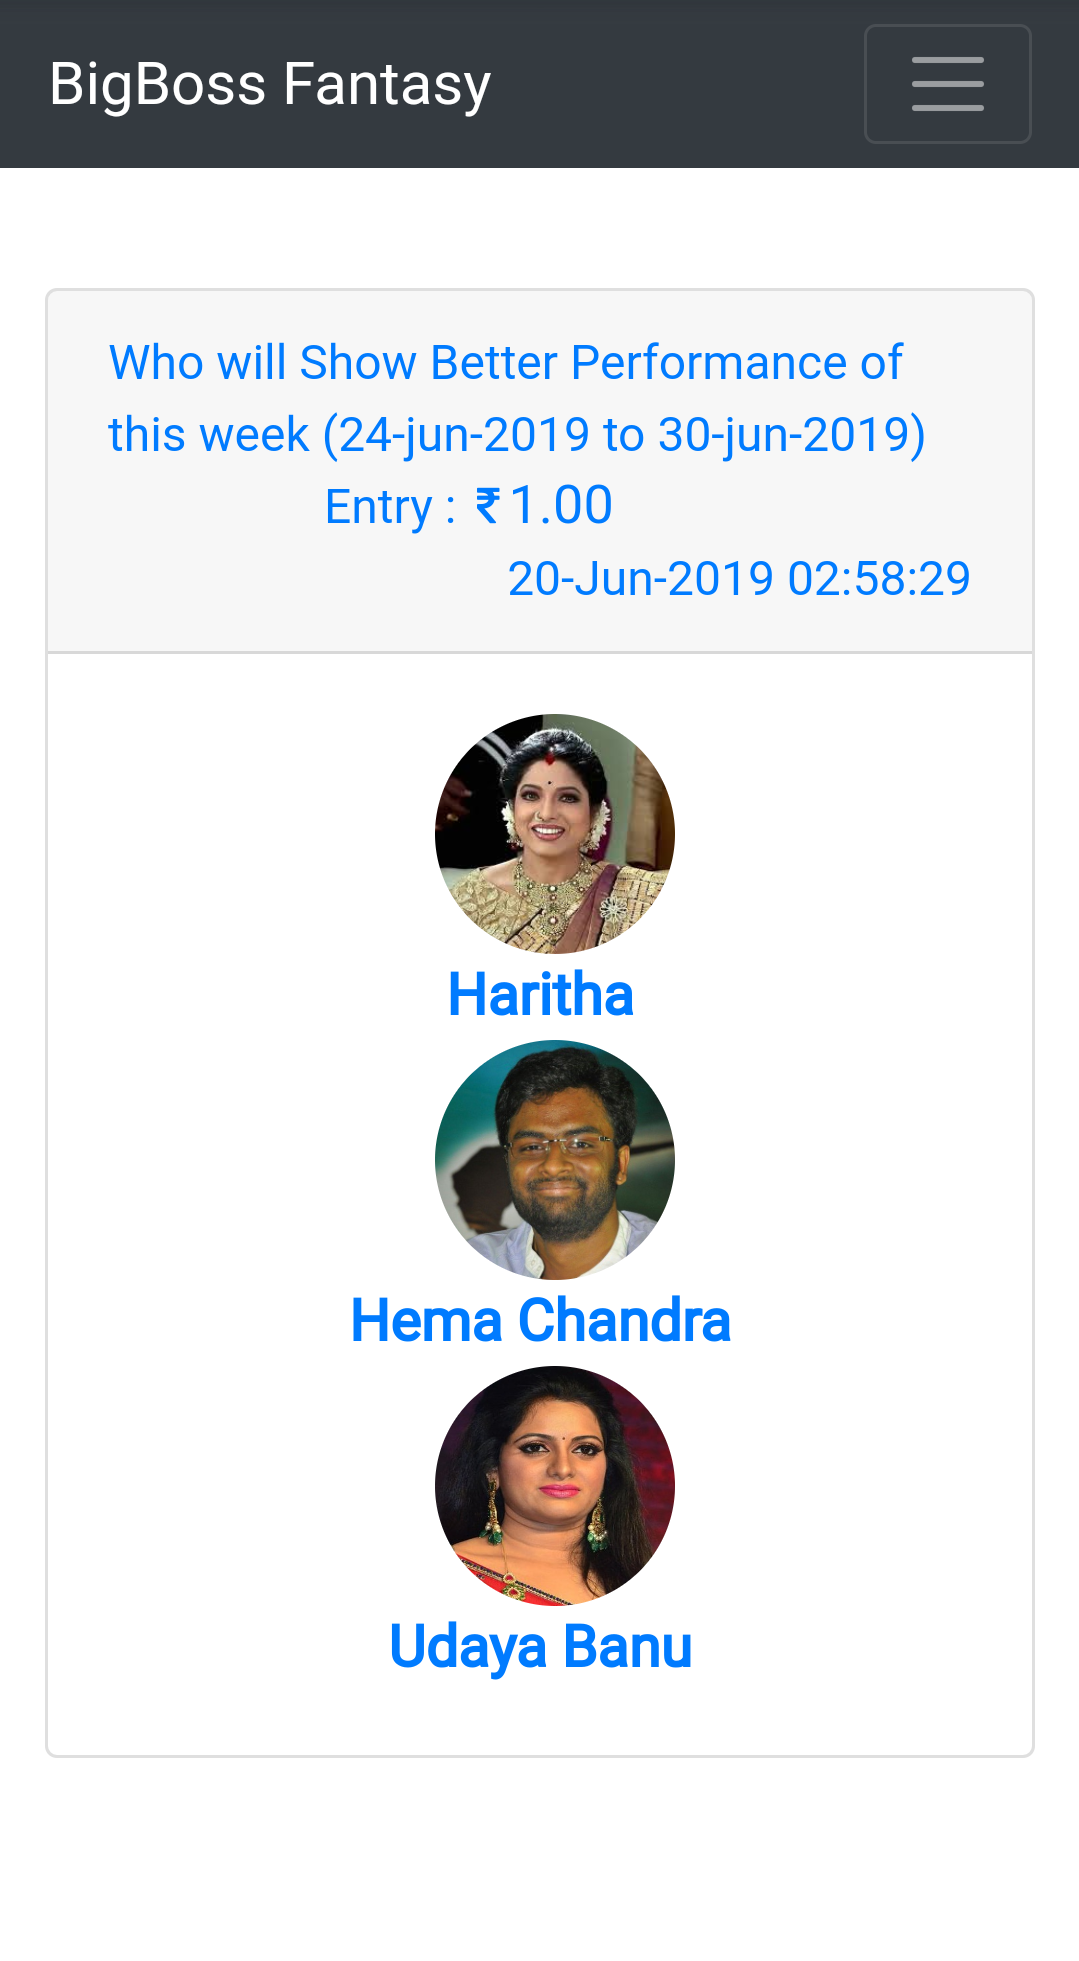 BigBoss Fantasy
Who will Show Better Performance of
this week (24-jun-2019 to 30-jun-2019)
Entry : ₹ 1.00
20-Jun-2019 02:58:29
Haritha
Hema Chandra
Udaya Banu